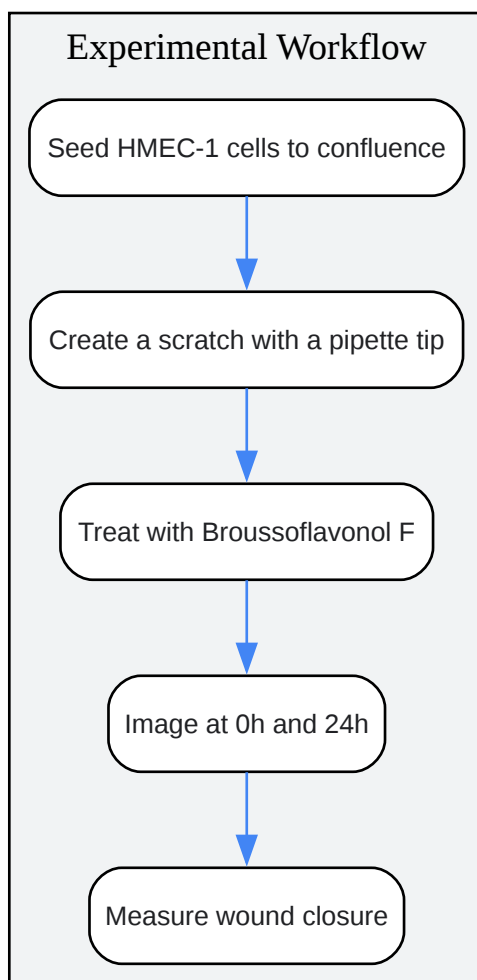 Experimental Workflow
Seed HMEC-1 cells to confluence
Create a scratch with a pipette tip
Treat with Broussoflavonol F
Image at 0h and 24h
Measure wound closure